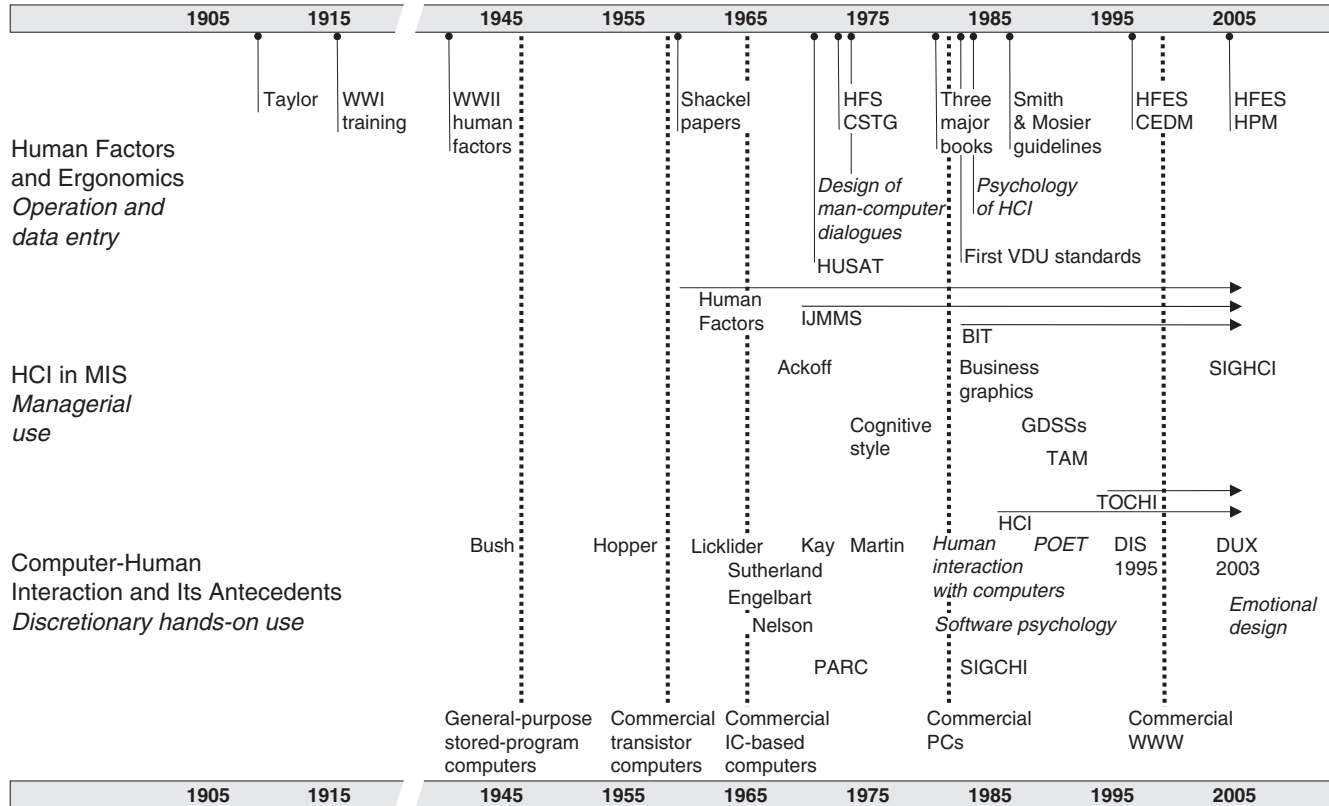 1905 1915 1945 1955 1965 1975 1985 1995 2005
Taylor
WWI
training
WWII
human
factors
Shackel
papers
HFS
CSTG
Three
major
books
Smith
& Mosier
guidelines
HFES
CEDM
HFES
HPM
Human Factors
and Ergonomics
Operation and
data entry
Design of
man-computer
dialogues
Psychology
of HCI
HUSAT
First VDU standards
Human
Factors
IJMMS
BIT
HCI in MIS
Managerial
use
Ackoff
Business
graphics
SIGHCI
Cognitive
style
GDSSs
TAM
TOCHI
HCI
Computer-Human
Interaction and Its Antecedents
Discretionary hands-on use
Bush
Hopper
Licklider
Sutherland
Engelbart
Nelson
Kay
Martin
Human
interaction
with computers
POET
DIS
1995
DUX
2003
Software psychology
Emotional
design
PARC
SIGCHI
General-purpose
stored-program
computers
Commercial
transistor
computers
Commercial
IC-based
computers
Commercial
PCs
Commercial
WWW
1905 1915 1945 1955 1965 1975 1985 1995 2005